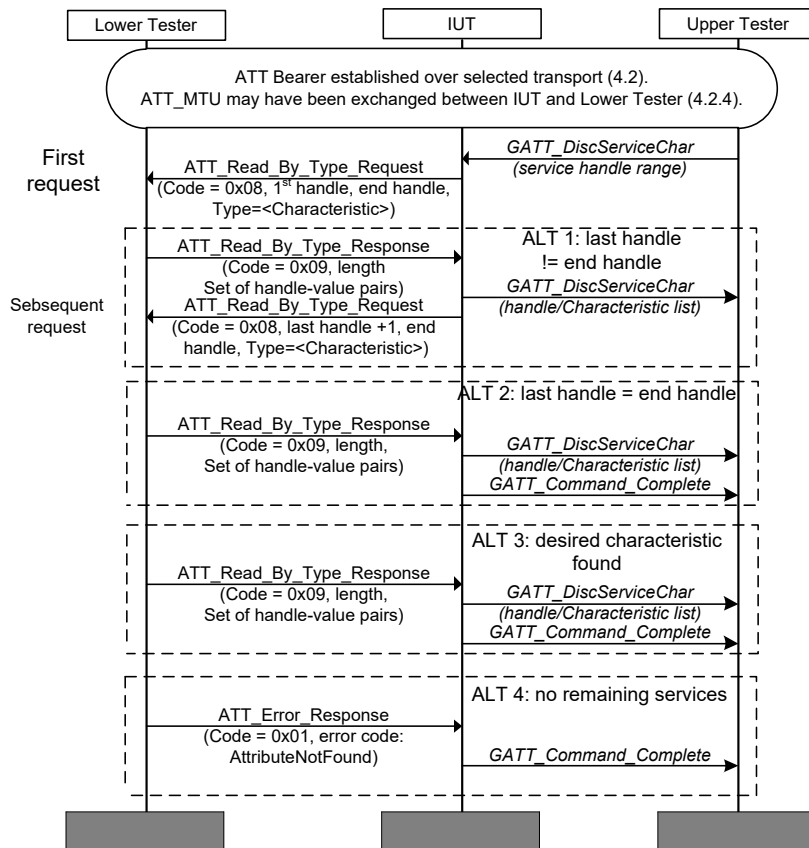 Lower Tester
IUT
Upper Tester
ATT Bearer established over selected transport (4.2).
ATT_MTU may have been exchanged between IUT and Lower Tester (4.2.4).
First
request
GATT_DiscServiceChar
(service handle range)
ATT_Read_By_Type_Request
(Code = 0x08, 1st handle, end handle,
Type=<Characteristic>)
ALT 1: last handle
!= end handle
ATT_Read_By_Type_Response
(Code = 0x09, length
Set of handle-value pairs)
GATT_DiscServiceChar
(handle/Characteristic list)
Sebsequent
request
ATT_Read_By_Type_Request
(Code = 0x08, last handle +1, end
handle, Type=<Characteristic>)
ALT 2: last handle = end handle
ATT_Read_By_Type_Response
(Code = 0x09, length,
Set of handle-value pairs)
GATT_DiscServiceChar
(handle/Characteristic list)
GATT_Command_Complete
ALT 3: desired characteristic
found
ATT_Read_By_Type_Response
(Code = 0x09, length,
Set of handle-value pairs)
GATT_DiscServiceChar
(handle/Characteristic list)
GATT_Command_Complete
ALT 4: no remaining services
ATT_Error_Response
(Code = 0x01, error code:
AttributeNotFound)
GATT_Command_Complete